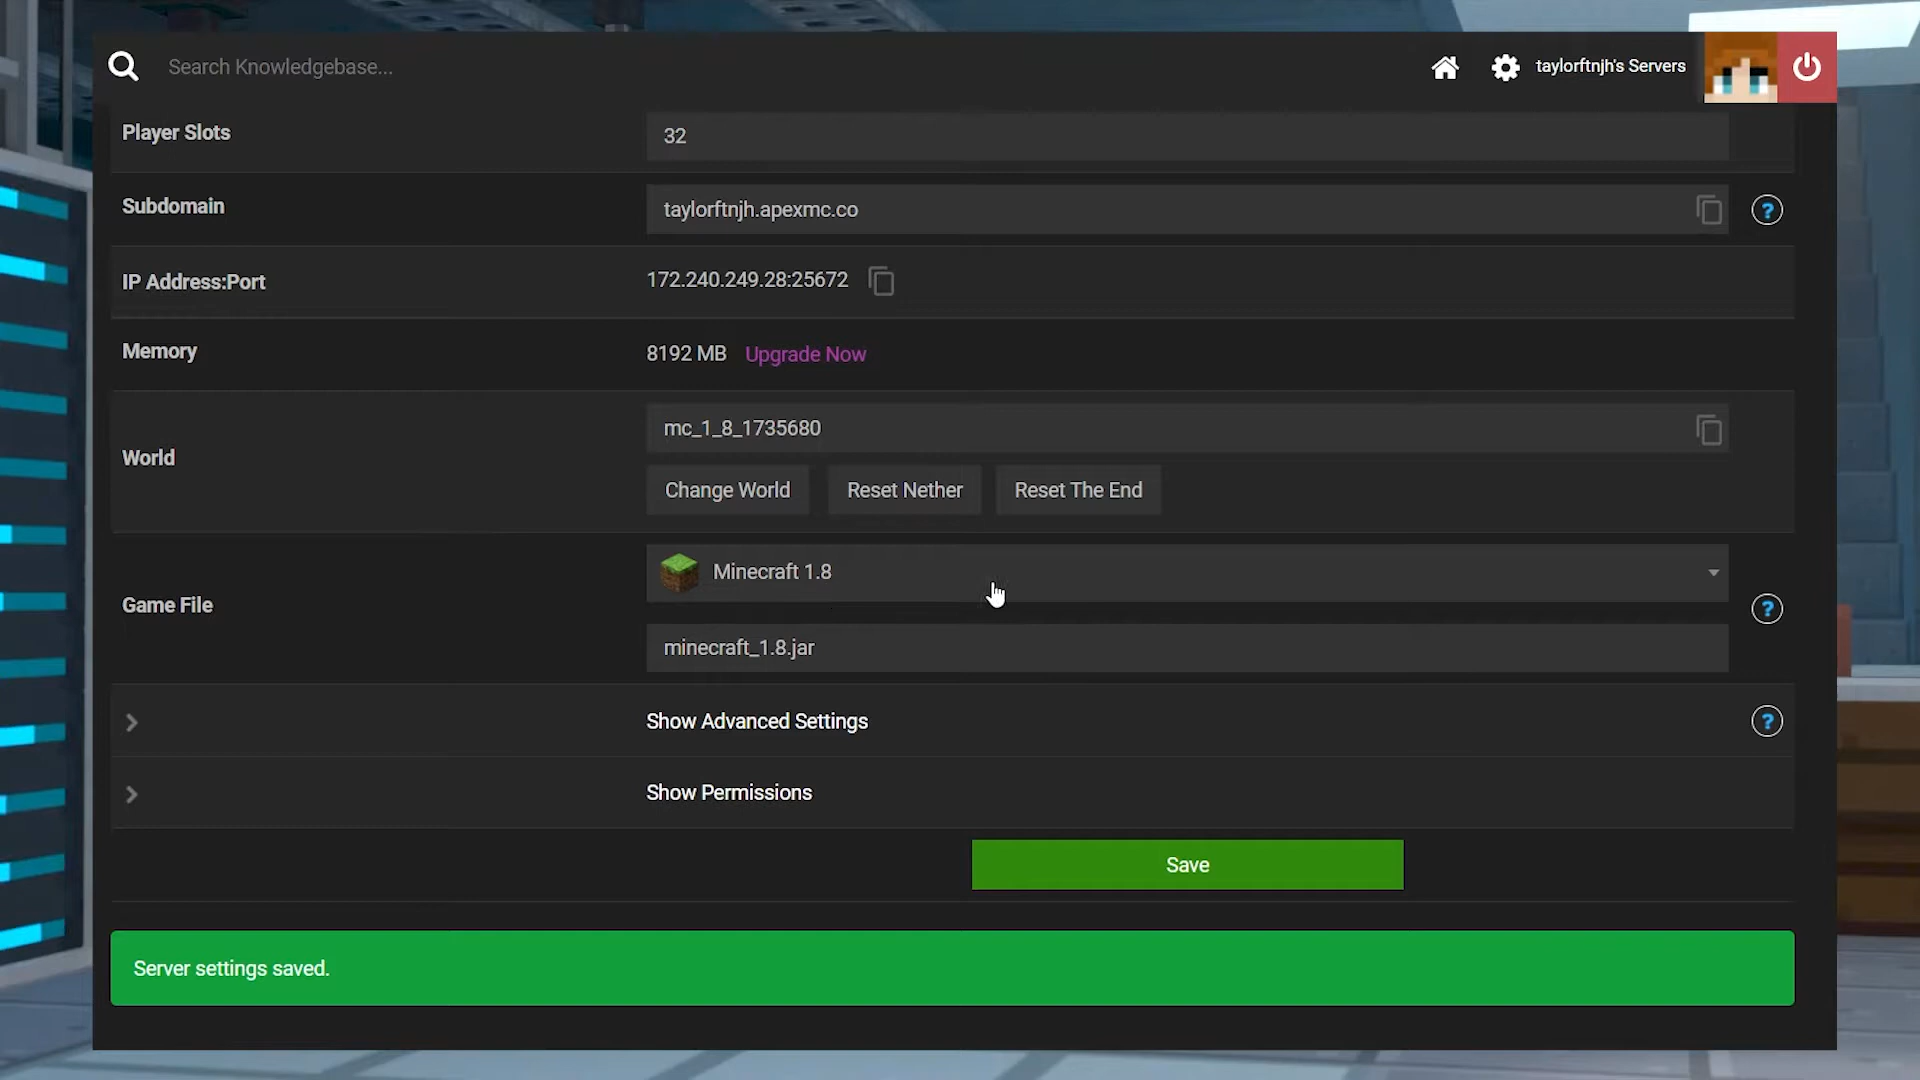 Search Knowledgebase...
taylorftnjh's Servers
Player Slots
32
Subdomain
taylorftnjh.apexmc.co
?
IP Address:Port
172.240.249.28:25672
Memory
8192 MB Upgrade Now
World
mc_1_8_1735680
Change World
Reset Nether
Reset The End
Game File
Minecraft 1.8
minecraft_1.8.jar
?
Show Advanced Settings
?
Show Permissions
Save
Server settings saved.